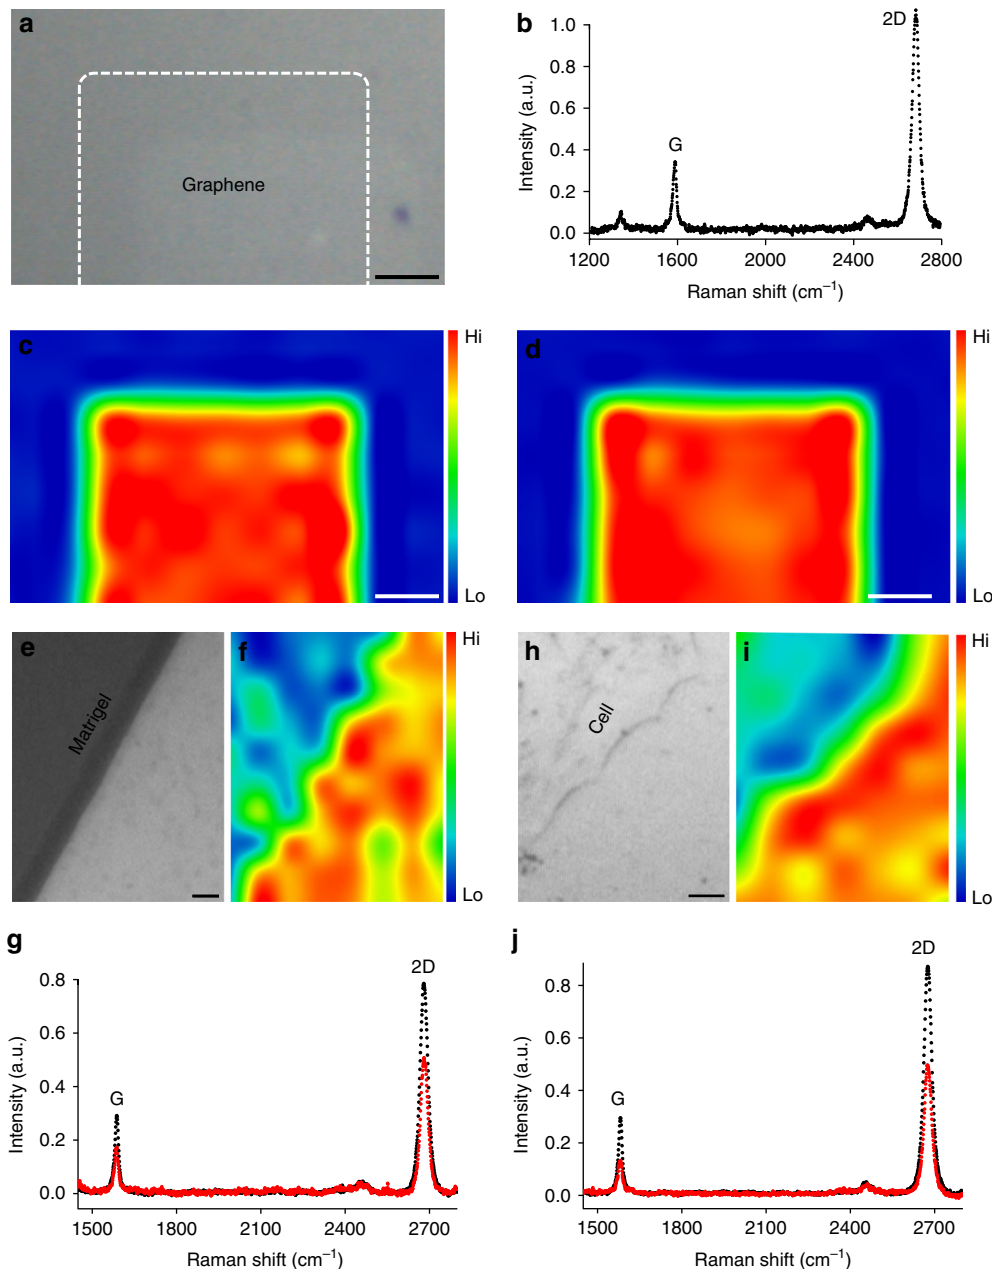 a
Graphene
b
2D
G
Intensity (a.u.)
1.0
0.8
0.6
0.4
0.2
0.0
1200 1600 2000 2400 2800
Raman shift (cm⁻¹)
c
Hi
Lo
d
Hi
Lo
e
Matrigel
f
Hi
Lo
h
Cell
i
Hi
Lo
g
2D
G
Intensity (a.u.)
0.8
0.6
0.4
0.2
0.0
1500 1800 2100 2400 2700
Raman shift (cm⁻¹)
j
2D
G
Intensity (a.u.)
0.8
0.6
0.4
0.2
0.0
1500 1800 2100 2400 2700
Raman shift (cm⁻¹)